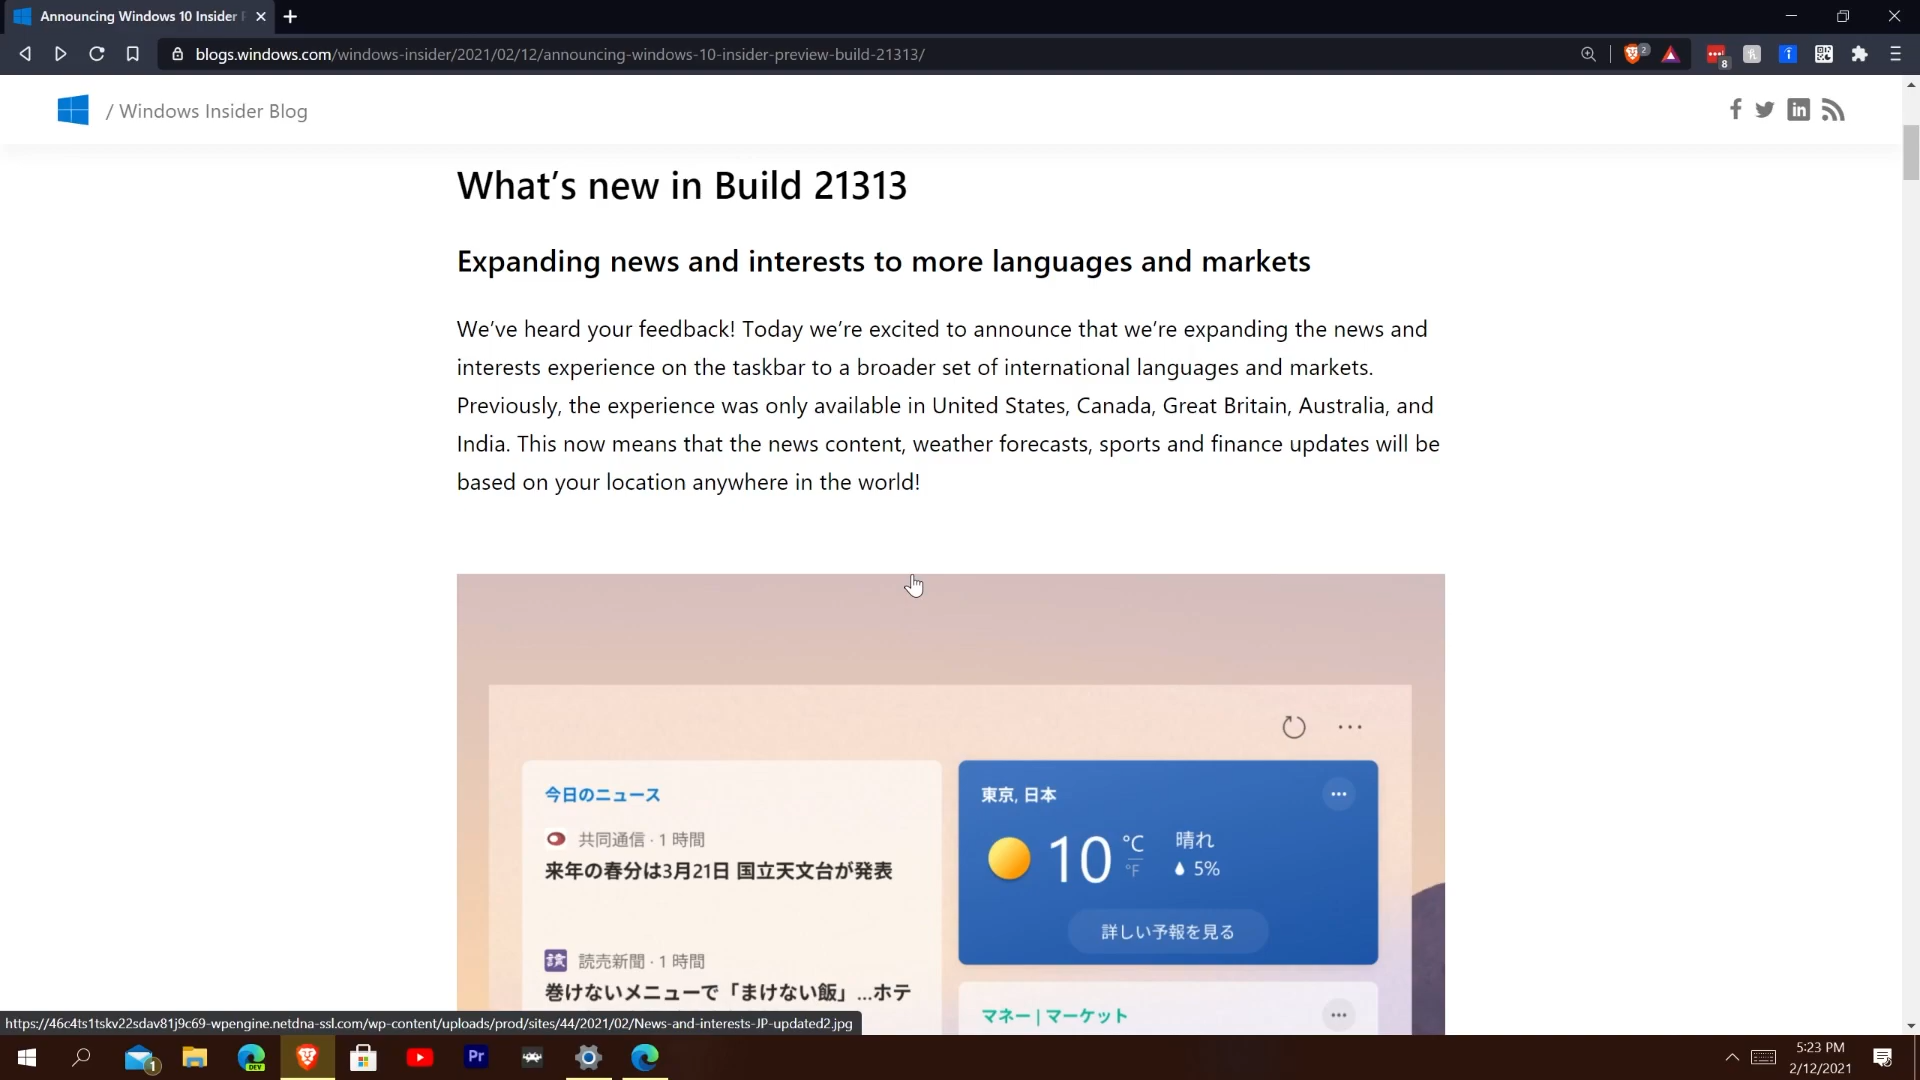 Announcing Windows 10 Insider P
blogs.windows.com/windows-insider/2021/02/12/announcing-windows-10-insider-preview-build-21313/
2
8
/ Windows Insider Blog
What's new in Build 21313
Expanding news and interests to more languages and markets
We've heard your feedback! Today we're excited to announce that we're expanding the news and
interests experience on the taskbar to a broader set of international languages and markets.
Previously, the experience was only available in United States, Canada, Great Britain, Australia, and
India. This now means that the news content, weather forecasts, sports and finance updates will be
based on your location anywhere in the world!
今日のニュース
共同通信 · 1 時間
来年の春分は3月21日 国立天文台が発表
読 読売新聞 · 1 時間
巻けないメニューで「まけない飯」...ホテ
東京, 日本
10 °C
°F
晴れ
5%
詳しい予報を見る
マネー | マーケット
https://46c4ts1tskv22sdav81j9c69-wpengine.netdna-ssl.com/wp-content/uploads/prod/sites/44/2021/02/News-and-interests-JP-updated2.jpg
1
DEV
Pr
5:23 PM
2/12/2021